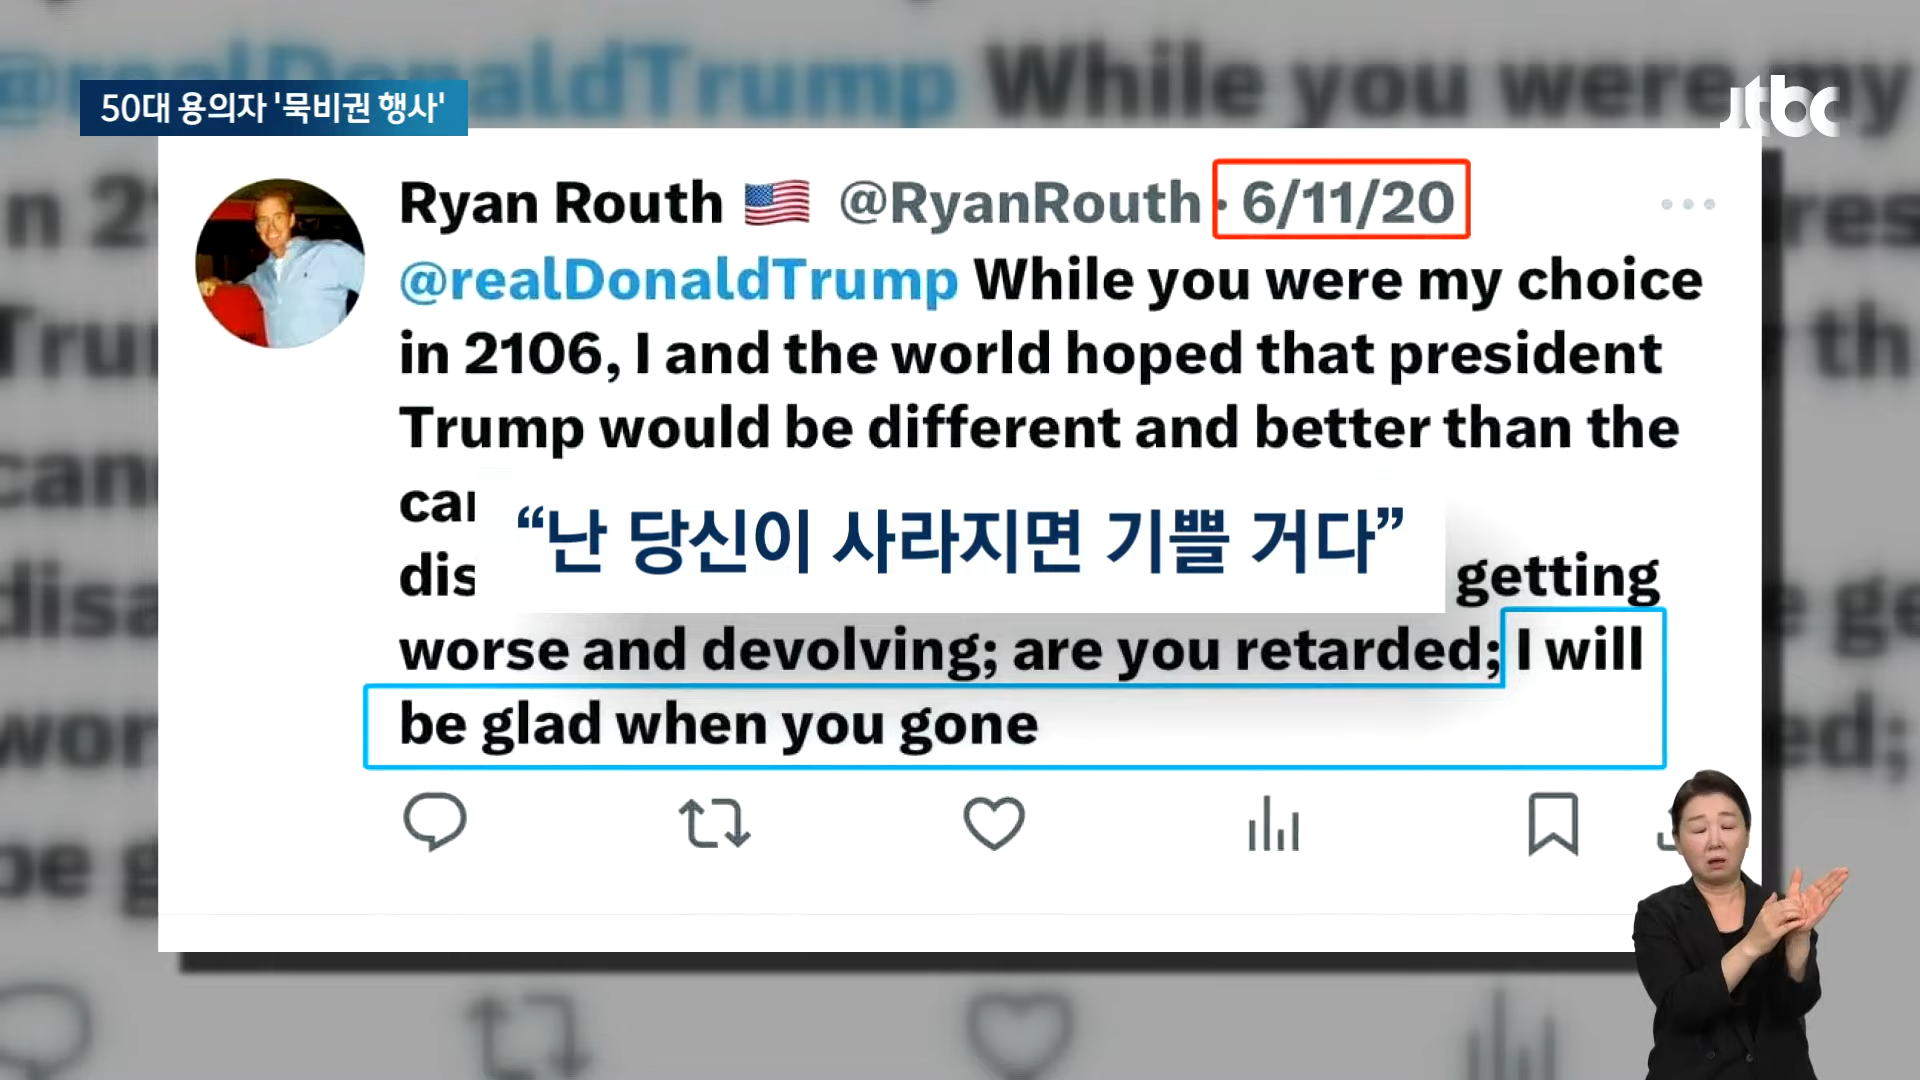 50대 용의자 '묵비권 행사'
jtbc
Ryan Routh 🇺🇸 @RyanRouth · 6/11/20
@realDonaldTrump While you were my choice
in 2106, I and the world hoped that president
Trump would be different and better than the
“난 당신이 사라지면 기쁠 거다”
getting
worse and devolving; are you retarded; I will
be glad when you gone